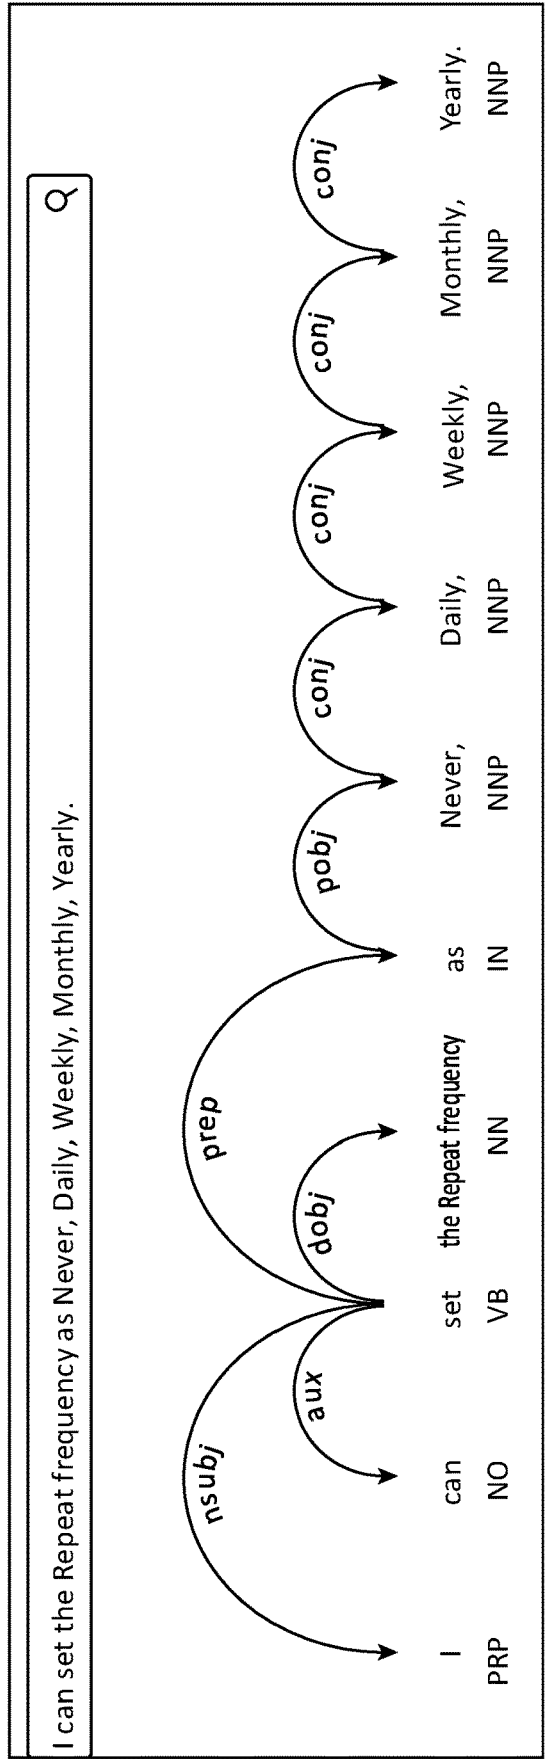 I can set the Repeat frequency as Never, Daily, Weekly, Monthly, Yearly.
nsubj prep
aux dobj pobj conj conj conj conj
I can set the Repeat frequency as Never, Daily, Weekly, Monthly, Yearly.
PRP NO VB NN IN NNP NNP NNP NNP NNP